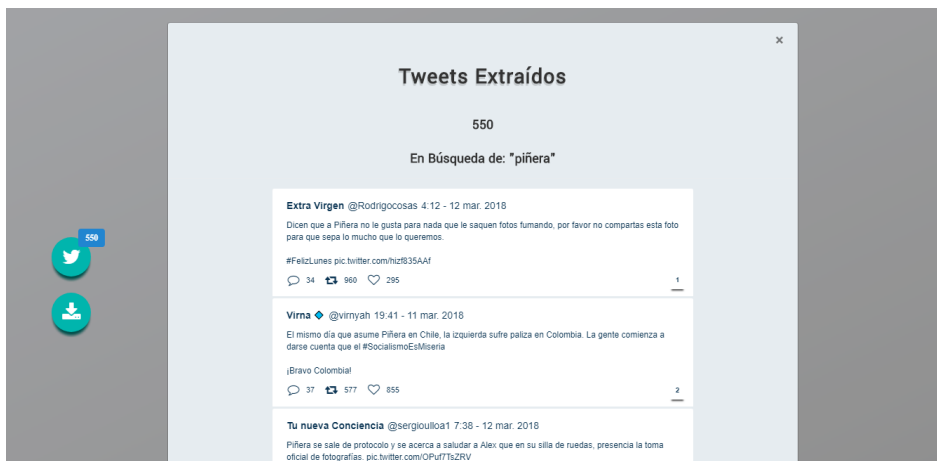 ×
Tweets Extraídos
550
En Búsqueda de: "piñera"
Extra Virgen @Rodrigocosas 4:12 - 12 mar. 2018
Dicen que a Piñera no le gusta para nada que le saquen fotos fumando, por favor no compartas esta foto
para que sepa lo mucho que lo queremos.
#FelizLunes pic.twitter.com/hizf835AAf
34 960 295 1
550
Virna @virnyah 19:41 - 11 mar. 2018
El mismo día que asume Piñera en Chile, la izquierda sufre paliza en Colombia. La gente comienza a
darse cuenta que el #SocialismoEsMiseria
¡Bravo Colombia!
37 577 855 2
Tu nueva Conciencia @sergioulloa1 7:38 - 12 mar. 2018
Piñera se sale de protocolo y se acerca a saludar a Alex que en su silla de ruedas, presencia la toma
oficial de fotografías. pic.twitter.com/OPuf7TsZRV